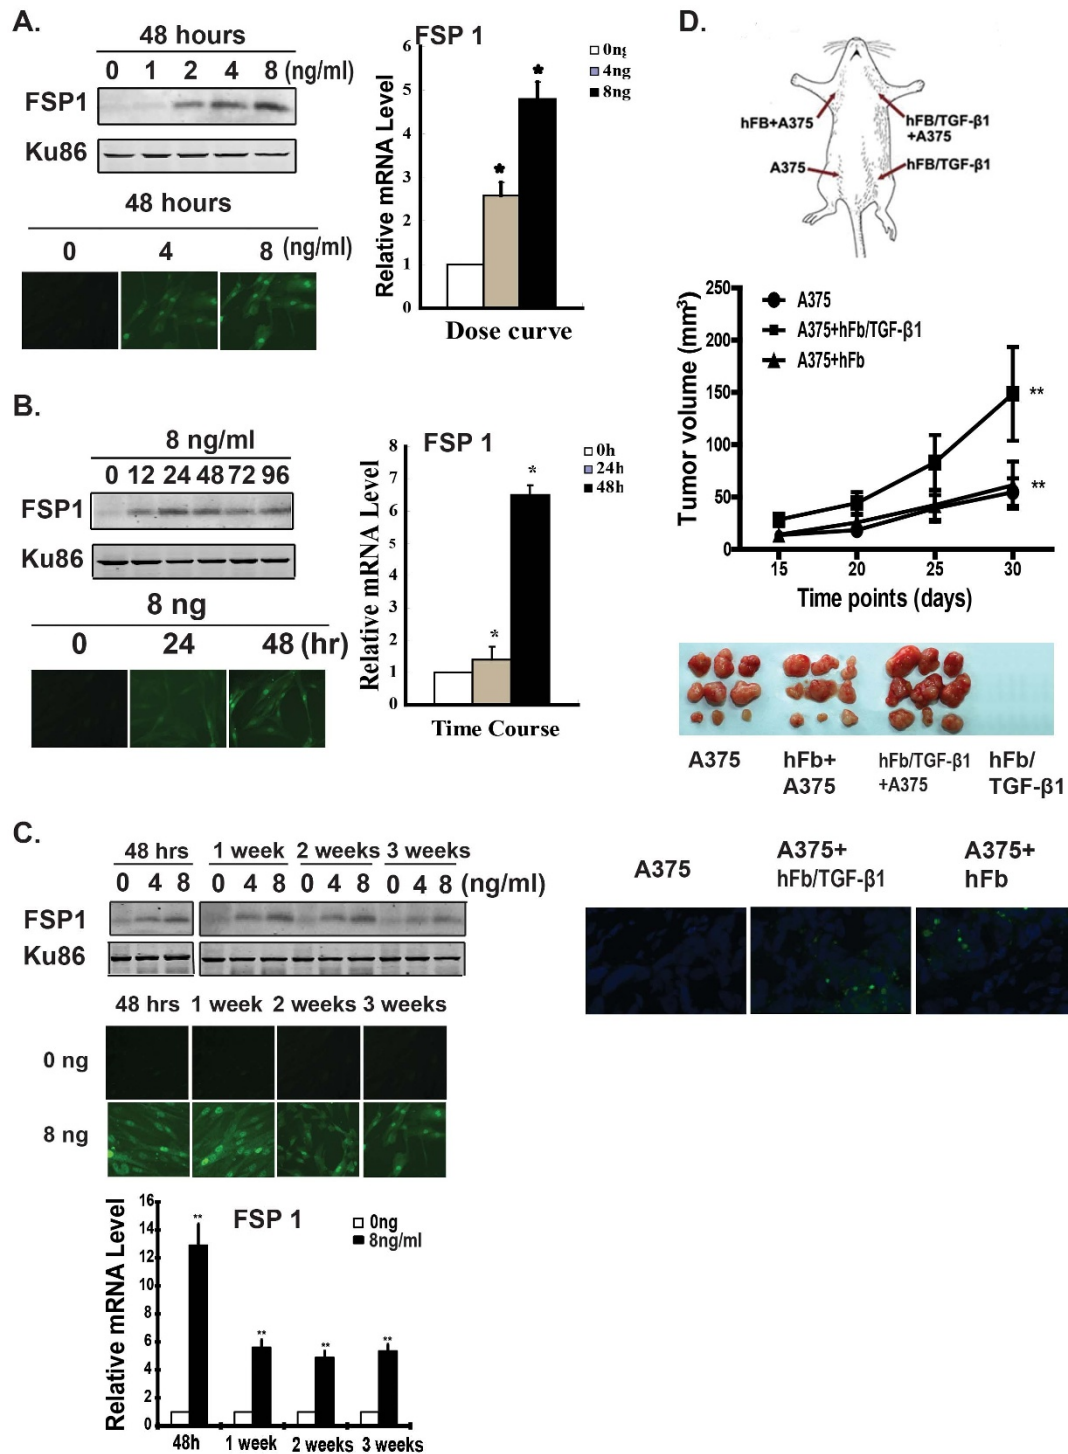 A.
48 hours
0 1 2 4 8 (ng/ml)
FSP1
Ku86
48 hours
0 4 8 (ng/ml)
FSP 1
Relative mRNA Level
6
5
4
3
2
1
0
* *
0ng
4ng
8ng
Dose curve
B.
8 ng/ml
0 12 24 48 72 96
FSP1
Ku86
8 ng
0 24 48 (hr)
FSP 1
Relative mRNA Level
8
7
6
5
4
3
2
1
0
* *
0h
24h
48h
Time Course
C.
48 hrs 1 week 2 weeks 3 weeks
0 4 8 0 4 8 0 4 8 0 4 8 (ng/ml)
FSP1
Ku86
48 hrs 1 week 2 weeks 3 weeks
0 ng
8 ng
Relative mRNA Level
16
14
12
10
8
6
4
2
0
FSP 1
** ** ** **
0ng
8ng/ml
48h 1 week 2 weeks 3 weeks
D.
hFB+A375
hFB/TGF-β1
+A375
A375
hFB/TGF-β1
Tumor volume (mm³)
250
200
150
100
50
0
A375
A375+hFb/TGF-β1
A375+hFb
**
**
15 20 25 30
Time points (days)
A375
hFb+
A375
hFb/TGF-β1
+A375
hFb/
TGF-β1
A375
A375+
hFb/TGF-β1
A375+
hFb